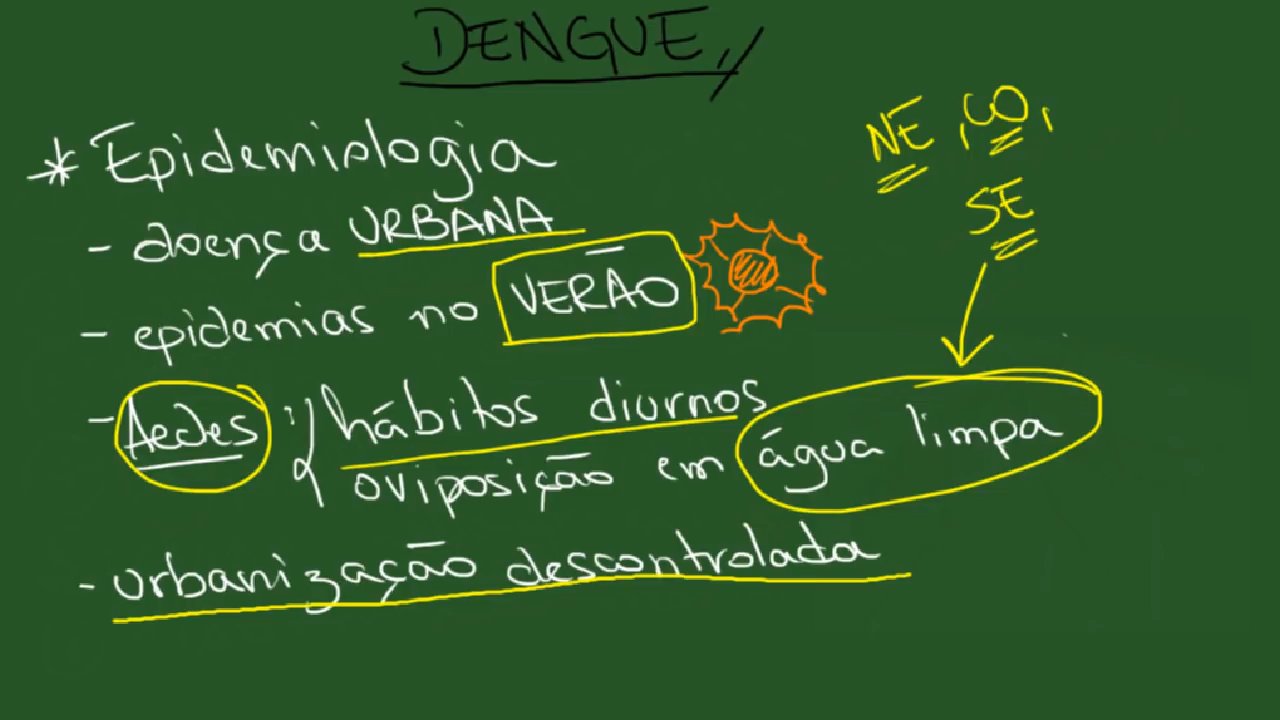 DENGUE,
* Epidemiologia
- doença URBANA
- epidemias no VERÃO
- Aedes : hábitos diurnos
oviposição em água limpa
- urbanização descontrolada
NE, CO,
SE